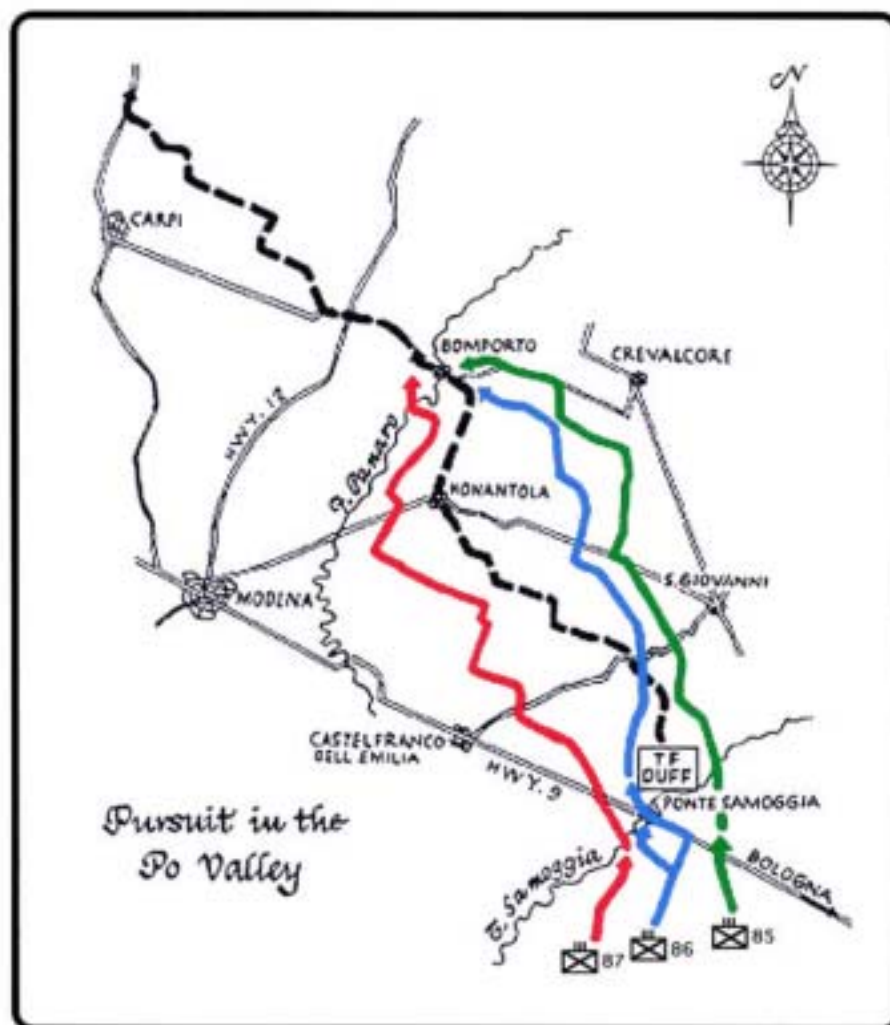 N
CARPI
BOMPORTO
CREVALCORE
HWY. 12
P. Panaro
NONANTOLA
S. GIOVANNI
MODENA
CASTELFRANCO
DELL EMILIA
HWY. 9
TF
DUFF
PONTE SAMOGGIA
Pursuit in the
Po Valley
T. Samoggia
BOLOGNA
87
86
85